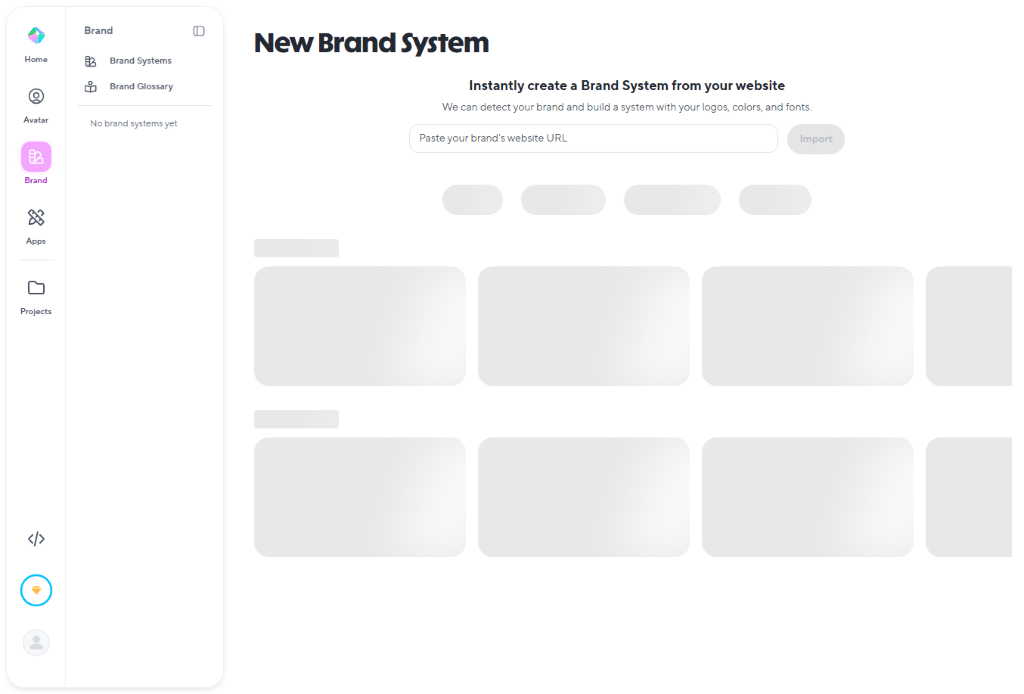 Home
Avatar
Brand
Apps
Projects
Brand
Brand Systems
Brand Glossary
No brand systems yet
New Brand System
Instantly create a Brand System from your website
We can detect your brand and build a system with your logos, colors, and fonts.
Paste your brand's website URL
Import